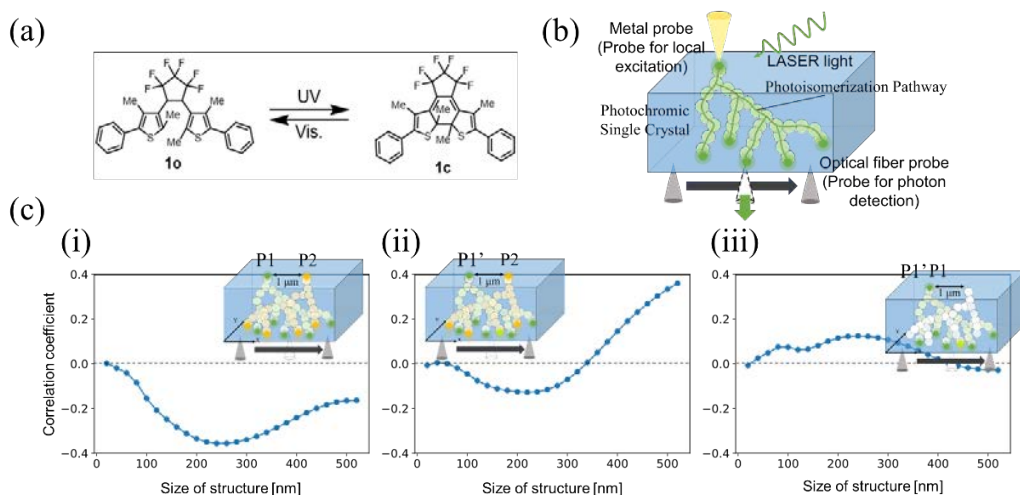 (a)
F F F F F F
Me Me Me Me
S S
1o
UV
Vis.
F F F F F F
Me Me Me Me
S S
1c
(b)
Metal probe
(Probe for local
excitation)
LASER light
Photoisomerization Pathway
Photochromic
Single Crystal
Optical fiber probe
(Probe for photon
detection)
(c)
(i)
P1 P2
1 μm
Correlation coefficient
0.4
0.2
0.0
−0.2
−0.4
0 100 200 300 400 500
Size of structure [nm]
(ii)
P1' P2
1 μm
0.4
0.2
0.0
−0.2
−0.4
0 100 200 300 400 500
Size of structure [nm]
(iii)
P1' P1
1 μm
0.4
0.2
0.0
−0.2
−0.4
0 100 200 300 400 500
Size of structure [nm]